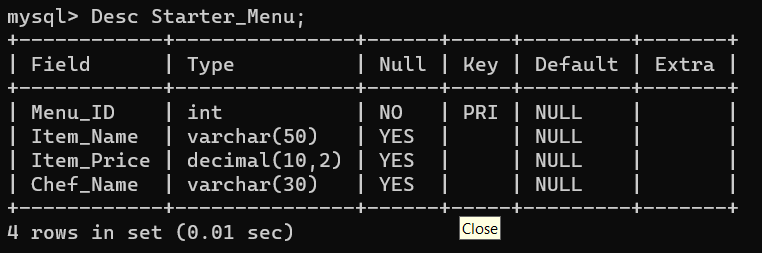 mysql> Desc Starter_Menu;
+------------+---------------+------+-----+---------+-------+
| Field      | Type          | Null | Key | Default | Extra |
+------------+---------------+------+-----+---------+-------+
| Menu_ID    | int           | NO   | PRI | NULL    |       |
| Item_Name  | varchar(50)   | YES  |     | NULL    |       |
| Item_Price | decimal(10,2) | YES  |     | NULL    |       |
| Chef_Name  | varchar(30)   | YES  |     | NULL    |       |
+------------+---------------+------+-----+---------+-------+
4 rows in set (0.01 sec)
Close